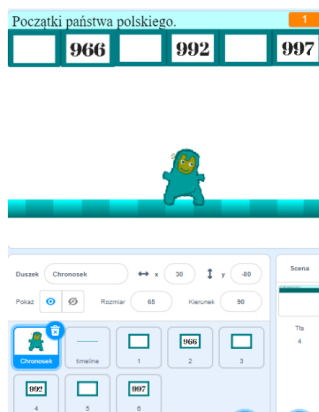 Początki państwa polskiego.
1
966
992
997
Duszek Chronosek x 30 y -80
Pokaż Rozmiar 65 Kierunek 90
Scena
Tła
4
966
Chronosek timeline 1 2 3
992
997
4 5 6